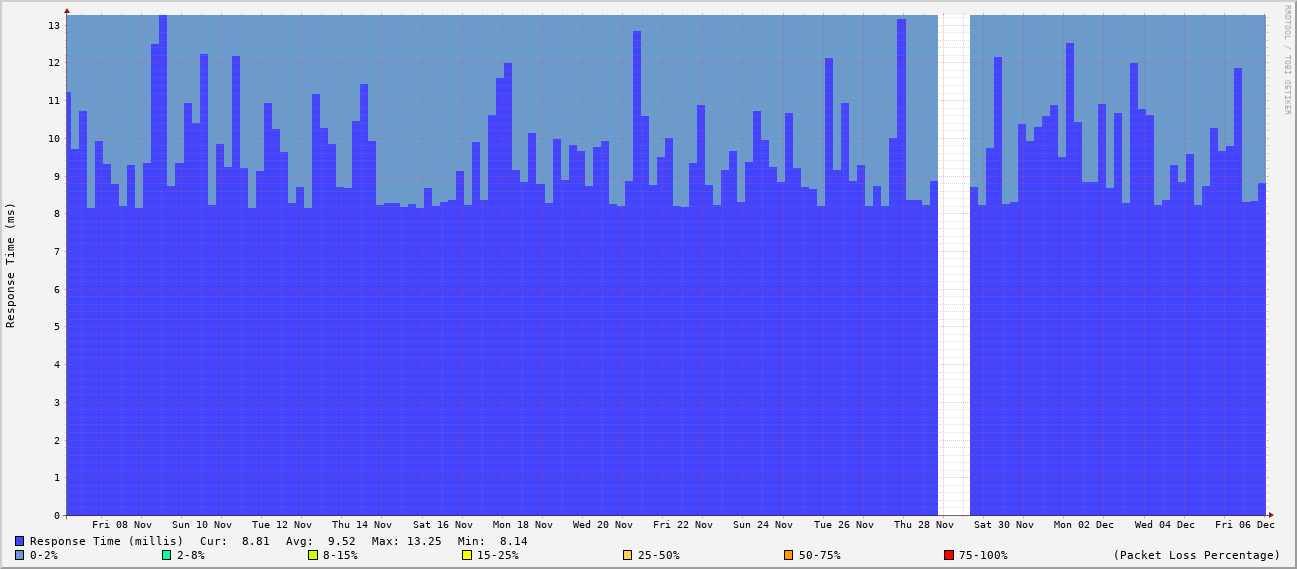 RRDTOOL / TOBI OETIKER
Response Time (ms)
13
12
11
10
9
8
7
6
5
4
3
2
1
0
Fri 08 Nov Sun 10 Nov Tue 12 Nov Thu 14 Nov Sat 16 Nov Mon 18 Nov Wed 20 Nov Fri 22 Nov Sun 24 Nov Tue 26 Nov Thu 28 Nov Sat 30 Nov Mon 02 Dec Wed 04 Dec Fri 06 Dec
Response Time (millis) Cur: 8.81 Avg: 9.52 Max: 13.25 Min: 8.14
0-2% 2-8% 8-15% 15-25% 25-50% 50-75% 75-100% (Packet Loss Percentage)